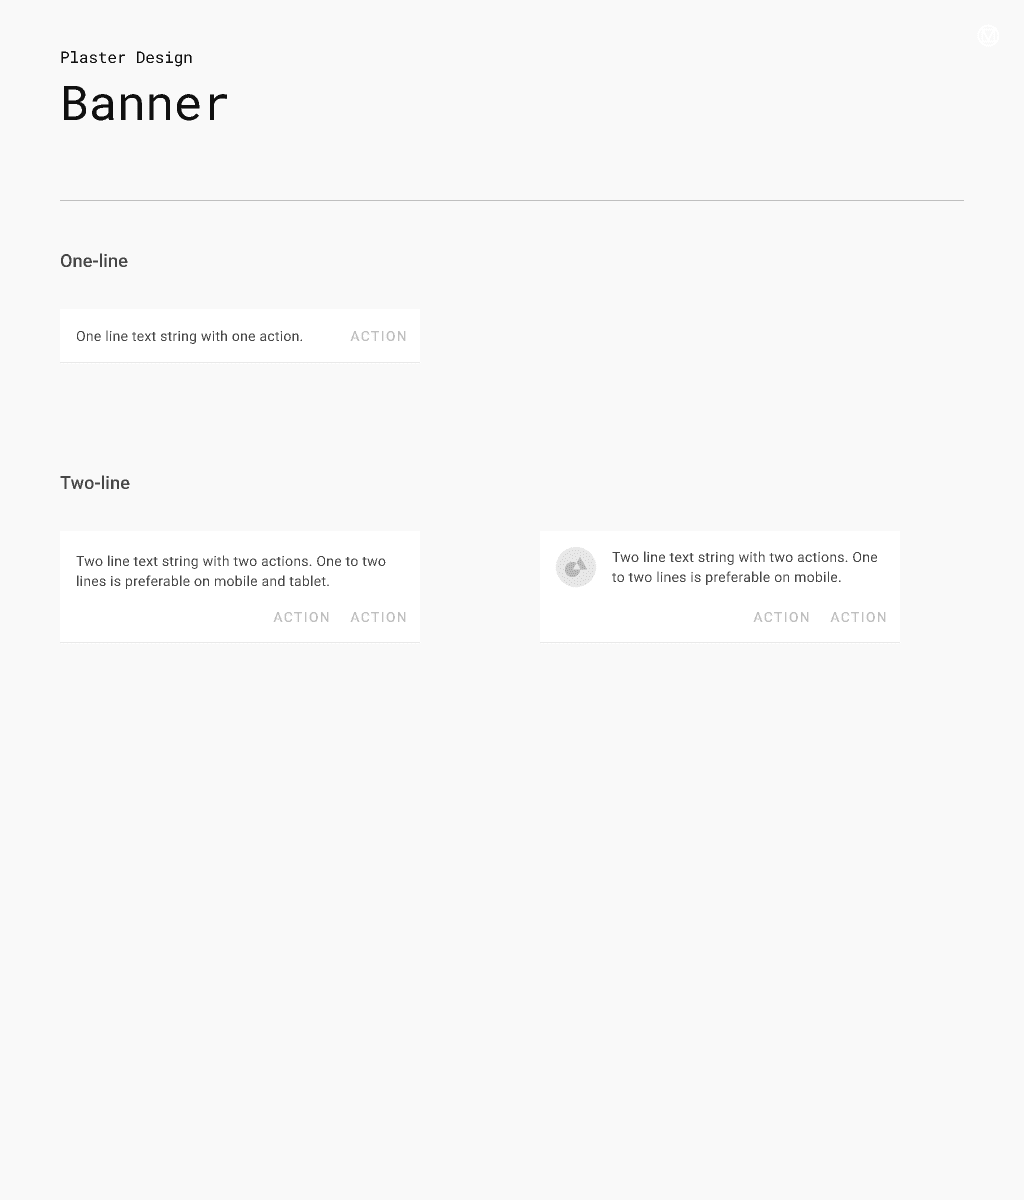 Plaster Design
Banner
One-line
One line text string with one action.
ACTION
Two-line
Two line text string with two actions. One to two
lines is preferable on mobile and tablet.
ACTION ACTION
Two line text string with two actions. One
to two lines is preferable on mobile.
ACTION ACTION